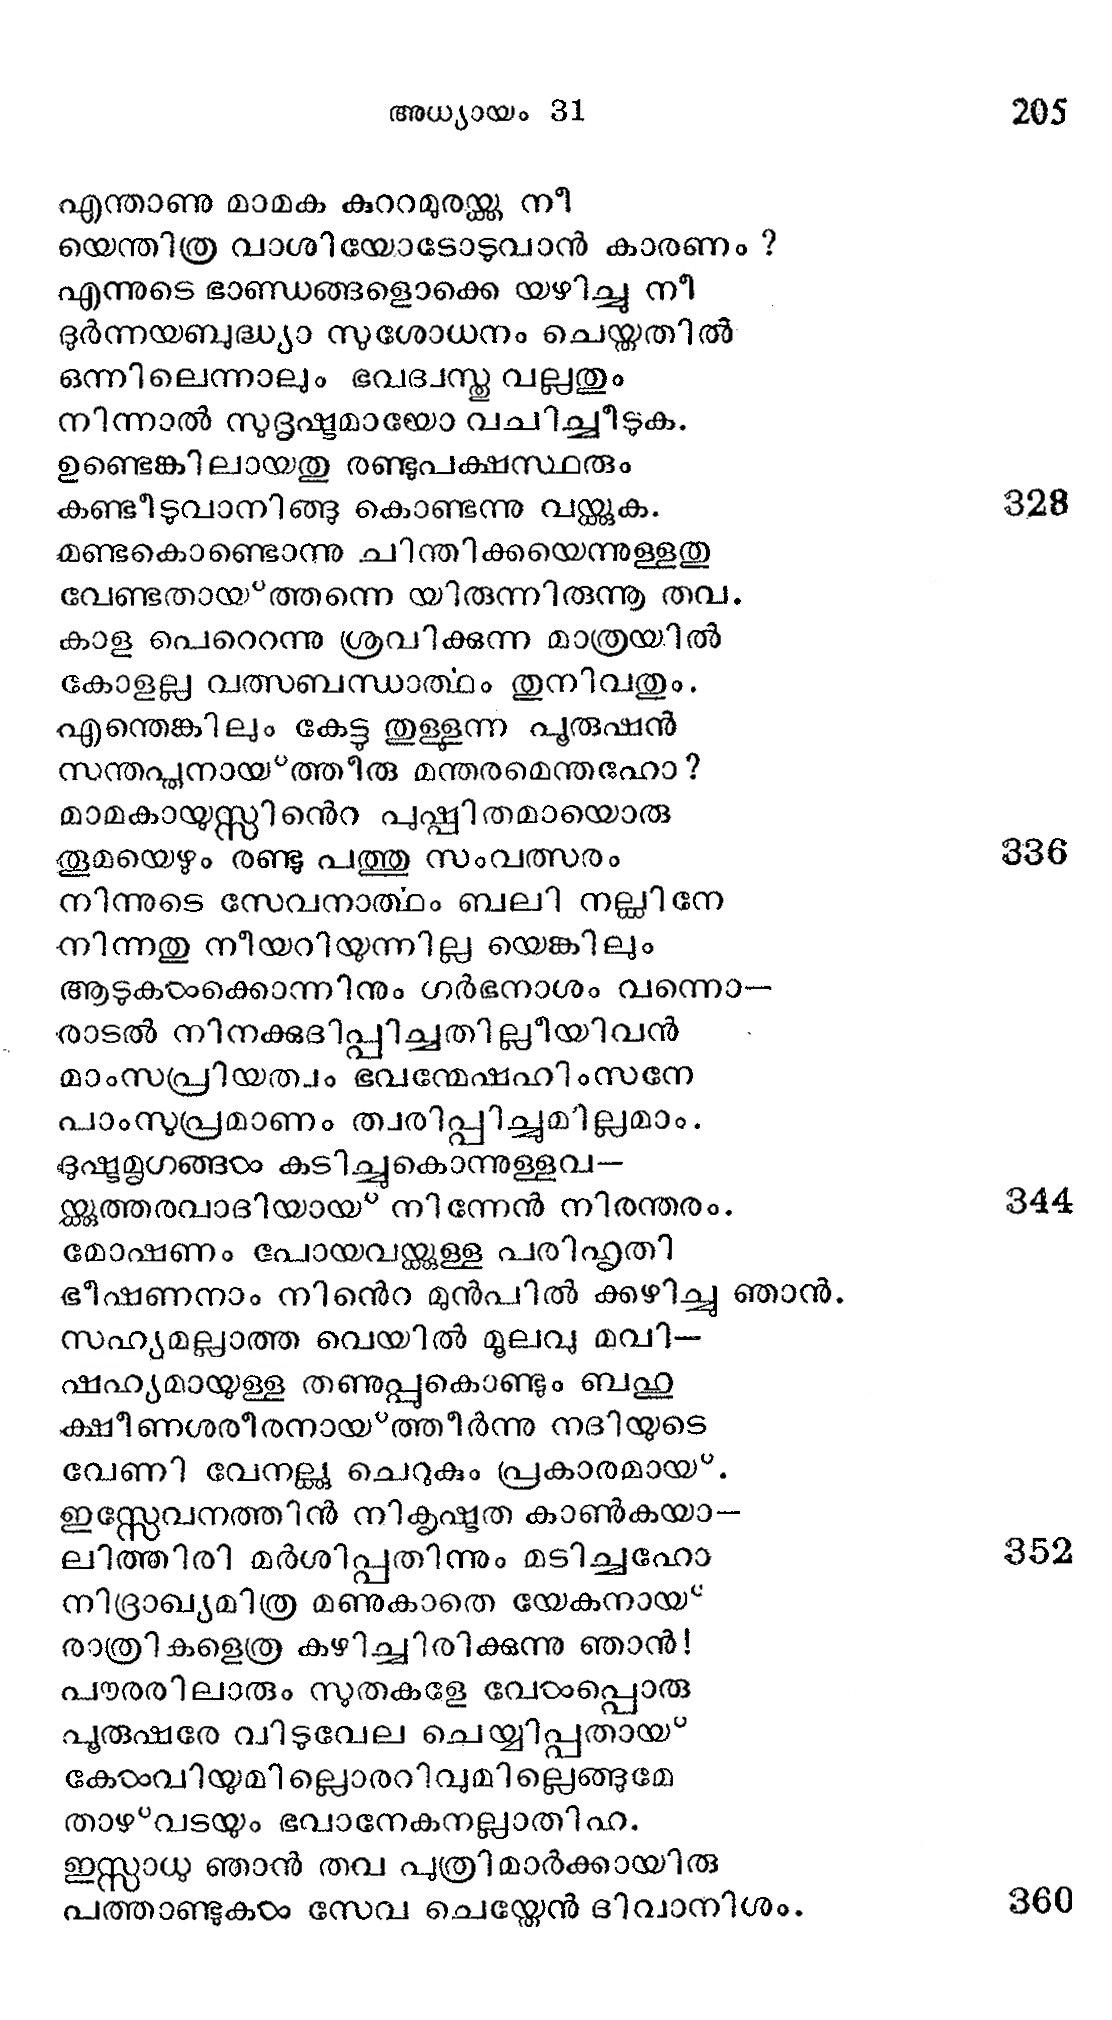 അധ്യായം 31 205
എന്താണു മാമക കുററമുരയ്ക്കു നീ
യെന്തിത്ര വാശിയോടോടുവാൻ കാരണം ?
എന്നുടെ ഭാണ്ഡങ്ങളൊക്കെ യഴിച്ചു നീ
ദുർന്നയബുദ്ധ്യാ സുശോധനം ചെയ്തതിൽ
ഒന്നിലെന്നാലും ഭവദ്വസ്തു വല്ലതും
നിന്നാൽ സുദൃഷ്ടമായോ വചിച്ചീടുക.
ഉണ്ടെങ്കിലായതു രണ്ടുപക്ഷസ്ഥരും
കണ്ടീടുവാനിങ്ങു കൊണ്ടന്നു വയ്ക്കുക. 328
മണ്ടകൊണ്ടൊന്നു ചിന്തിക്കയെന്നുള്ളതു
വേണ്ടതായ്ത്തന്നെ യിരുന്നിരുന്നൂ തവ.
കാള പെറെറന്നു ശ്രവിക്കുന്ന മാത്രയിൽ
കോളല്ല വത്സബന്ധാർത്ഥം തുനിവതും.
എന്തെങ്കിലും കേട്ടു തുള്ളുന്ന പൂരുഷൻ
സന്തപ്തനായ്ത്തീരു മന്തരമെന്തഹോ ?
മാമകായുസ്സിൻെറ പുഷ്പിതമായൊരു
തൂമയെഴും രണ്ടു പത്തു സംവത്സരം 336
നിന്നുടെ സേവനാർത്ഥം ബലി നല്കിനേ
നിന്നതു നീയറിയുന്നില്ല യെങ്കിലും
ആടുകൾക്കൊന്നിനും ഗർഭനാശം വന്നൊ—
രാടൽ നിനക്കുദിപ്പിച്ചതില്ലീയിവൻ
മാംസപ്രിയത്വം ഭവന്മേഷഹിംസനേ
പാംസുപ്രമാണം ത്വരിപ്പിച്ചുമില്ലമാം.
ദുഷ്ടമൃഗങ്ങൾ കടിച്ചുകൊന്നുള്ളവ—
യ്ക്കുത്തരവാദിയായ് നിന്നേൻ നിരന്തരം. 344
മോഷണം പോയവയ്ക്കുള്ള പരിഹൃതി
ഭീഷണനാം നിൻെറ മുൻപിൽ ക്കഴിച്ചു ഞാൻ.
സഹ്യമല്ലാത്ത വെയിൽ മൂലവു മവി—
ഷഹ്യമായുള്ള തണുപ്പുകൊണ്ടും ബഹു
ക്ഷീണശരീരനായ്ത്തീർന്നു നദിയുടെ
വേണി വേനല്ക്കു ചെറുകും പ്രകാരമായ്.
ഇസ്സേവനത്തിൻ നികൃഷ്ടത കാൺകയാ—
ലിത്തിരി മർശിപ്പതിന്നും മടിച്ചഹോ 352
നിദ്രാഖ്യമിത്ര മണുകാതെ യേകനായ്
രാത്രികളെത്ര കഴിച്ചിരിക്കുന്നു ഞാൻ!
പൗരരിലാരും സുതകളേ വേൾപ്പൊരു
പൂരുഷരേ വിടുവേല ചെയ്യിപ്പതായ്
കേൾവിയുമില്ലൊരറിവുമില്ലെങ്ങുമേ
താഴ്വടയും ഭവാനേകനല്ലാതിഹ.
ഇസ്സാധു ഞാൻ തവ പുത്രിമാർക്കായിരു
പത്താണ്ടുകൾ സേവ ചെയ്തേൻ ദിവാനിശം. 360